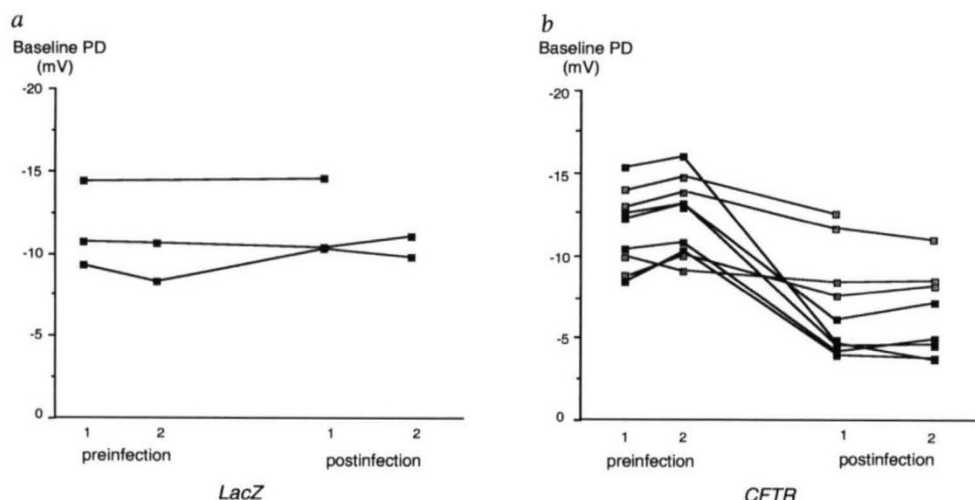 a
Baseline PD
(mV)
-20
-15
-10
-5
0
1 2 1 2
preinfection postinfection
LacZ
b
Baseline PD
(mV)
-20
-15
-10
-5
0
1 2 1 2
preinfection postinfection
CFTR